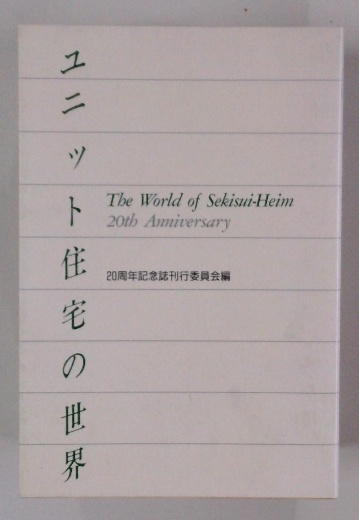 ユニット住宅の世界
The World of Sekisui-Heim
20th Anniversary
20周年記念誌刊行委員会編